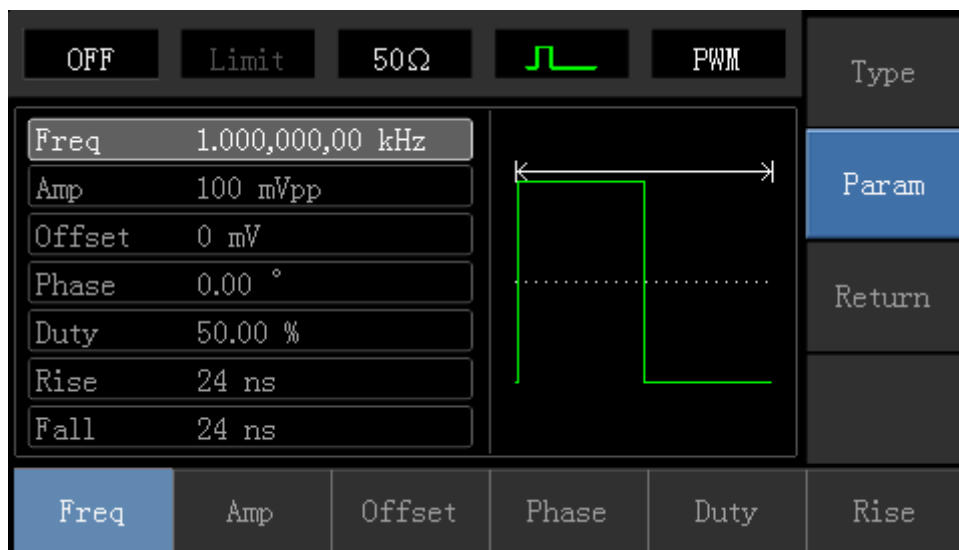 OFF Limit 50Ω PWM
Type
Freq 1.000,000,00 kHz
Amp 100 mVpp
Offset 0 mV
Phase 0.00 °
Duty 50.00 %
Rise 24 ns
Fall 24 ns
Param
Return
Freq Amp Offset Phase Duty Rise